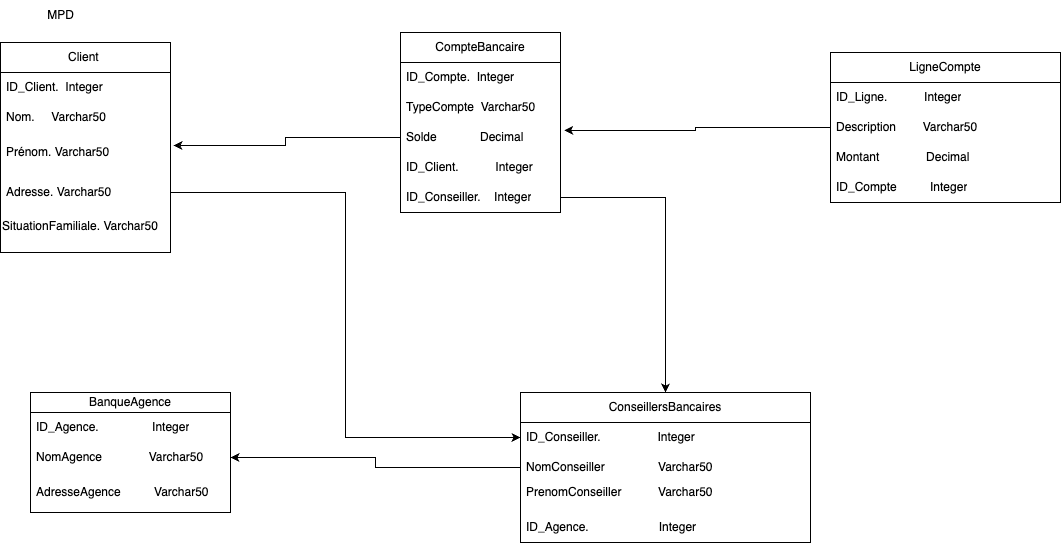 MPD
Client
ID_Client. Integer
Nom. Varchar50
Prénom. Varchar50
Adresse. Varchar50
SituationFamiliale. Varchar50
CompteBancaire
ID_Compte. Integer
TypeCompte Varchar50
Solde Decimal
ID_Client. Integer
ID_Conseiller. Integer
LigneCompte
ID_Ligne. Integer
Description Varchar50
Montant Decimal
ID_Compte Integer
BanqueAgence
ID_Agence. Integer
NomAgence Varchar50
AdresseAgence Varchar50
ConseillersBancaires
ID_Conseiller. Integer
NomConseiller Varchar50
PrenomConseiller Varchar50
ID_Agence. Integer